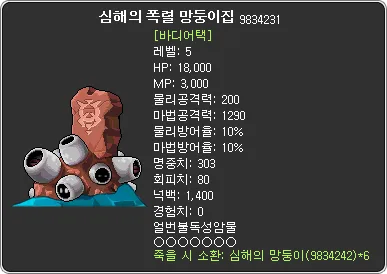 심해의 폭렬 망둥이집 9834231
[바디어택]
레벨: 5
HP: 18,000
MP: 3,000
물리공격력: 200
마법공격력: 1290
물리방어율: 10%
마법방어율: 10%
명중치: 303
회피치: 80
넉백: 1,400
경험치: 0
얼번불독성암물
○○○○○○○
죽을 시 소환: 심해의 망둥이(9834242)*6